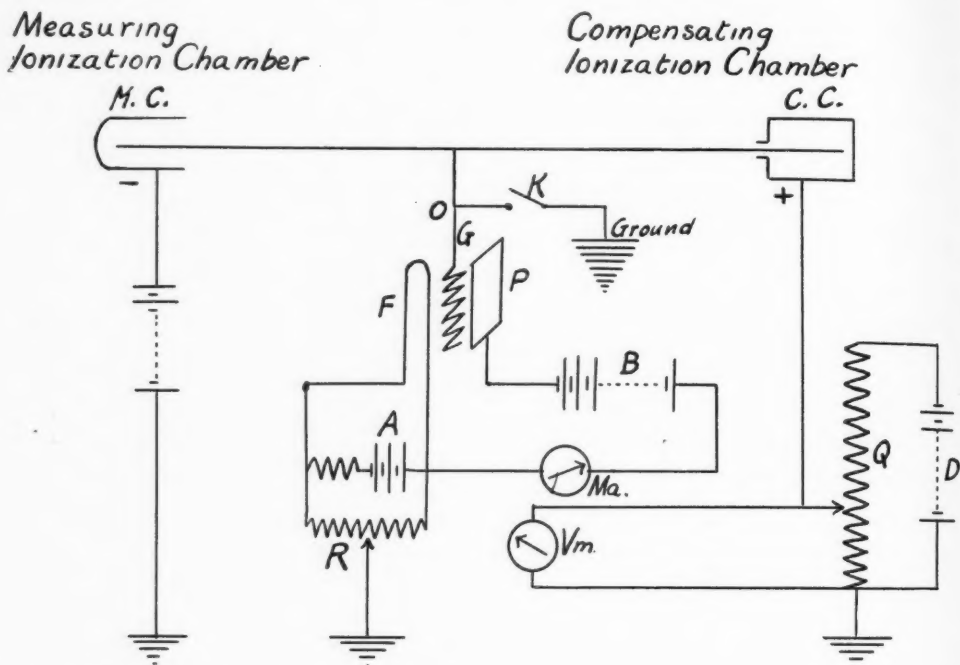 Measuring
Ionization Chamber
M. C.
Compensating
Ionization Chamber
C. C.
-
+
O
K
G
Ground
F
P
B
A
Q
D
Ma.
Vm.
R